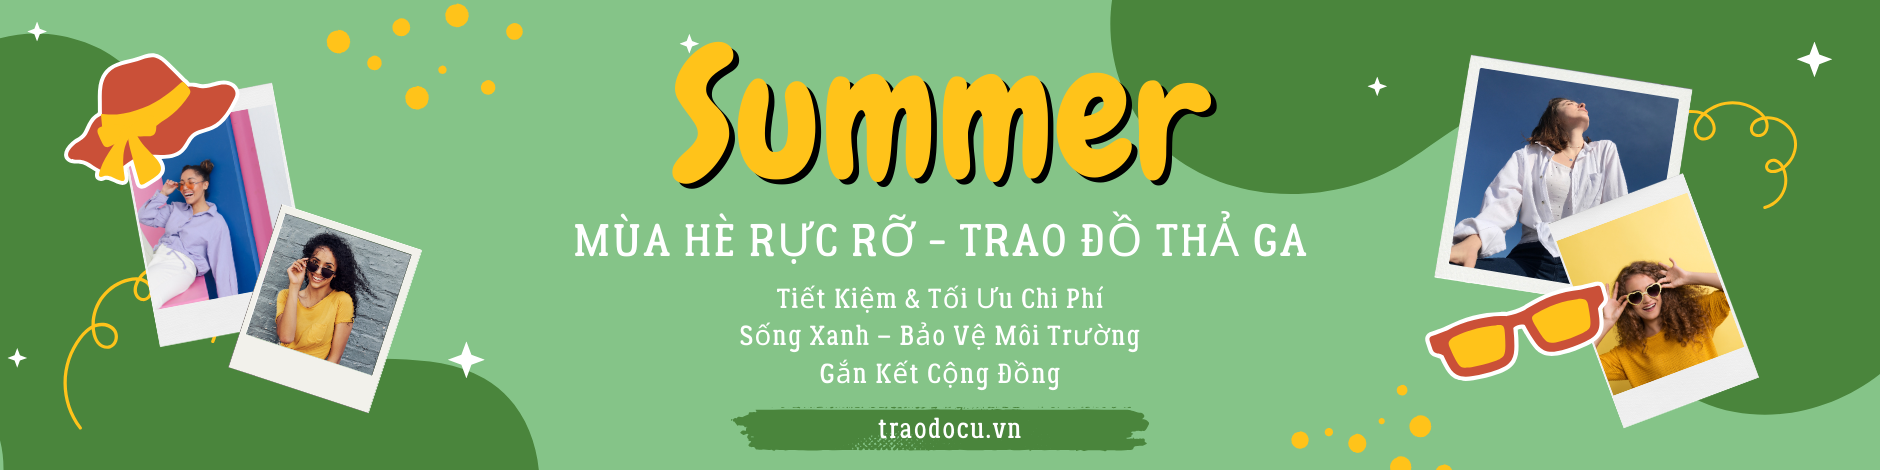 Summer
MÙA HÈ RỰC RỠ – TRAO ĐỒ THẢ GA
Tiết Kiệm & Tối Ưu Chi Phí
Sống Xanh – Bảo Vệ Môi Trường
Gắn Kết Cộng Đồng
traodocu.vn